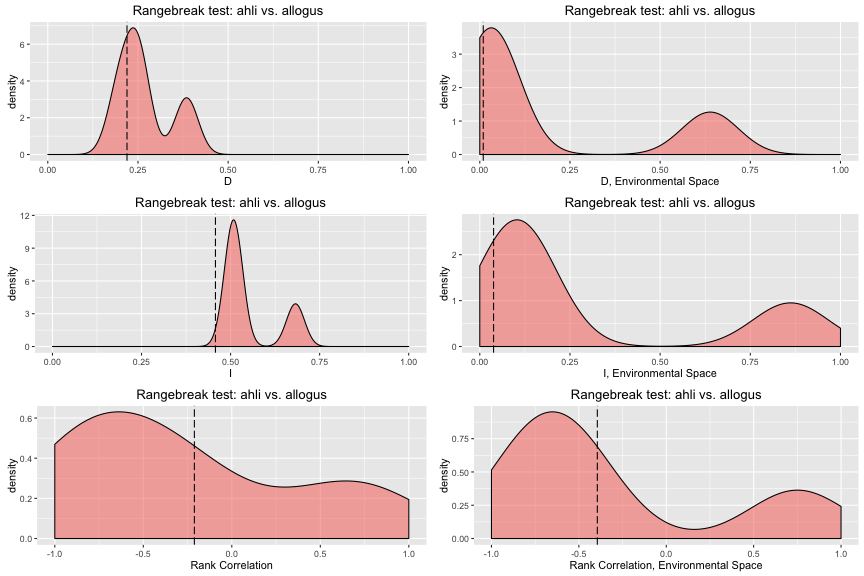 Rangebreak test: ahli vs. allogus
density
6
4
2
0
0.00 0.25 0.50 0.75 1.00
D
Rangebreak test: ahli vs. allogus
density
3
2
1
0
0.00 0.25 0.50 0.75 1.00
D, Environmental Space
Rangebreak test: ahli vs. allogus
density
12
9
6
3
0
0.00 0.25 0.50 0.75 1.00
I
Rangebreak test: ahli vs. allogus
density
2
1
0
0.00 0.25 0.50 0.75 1.00
I, Environmental Space
Rangebreak test: ahli vs. allogus
density
0.6
0.4
0.2
0.0
-1.0 -0.5 0.0 0.5 1.0
Rank Correlation
Rangebreak test: ahli vs. allogus
density
0.75
0.50
0.25
0.00
-1.0 -0.5 0.0 0.5 1.0
Rank Correlation, Environmental Space